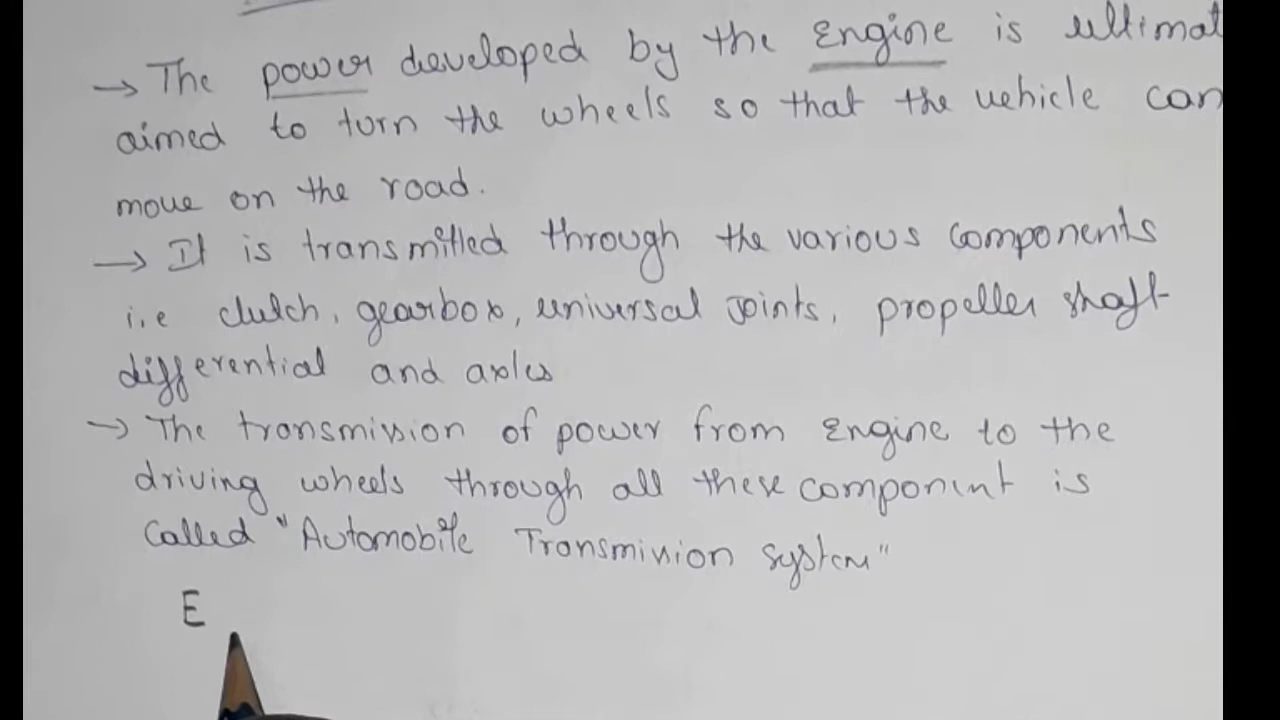 → The power developed by the Engine is ultimat
aimed to turn the wheels so that the vehicle can
move on the road.
→ It is transmitted through the various components
i.e clutch, gearbox, universal joints, propeller shaft
differential and axles
→ The transmission of power from Engine to the
driving wheels through all these component is
called "Automobile Transmission system"
E